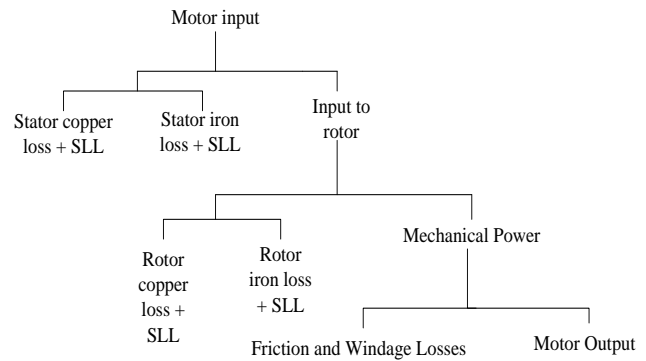 Motor input
Stator copper
loss + SLL
Stator iron
loss + SLL
Input to
rotor
Rotor
copper
loss +
SLL
Rotor
iron loss
+ SLL
Mechanical Power
Friction and Windage Losses
Motor Output